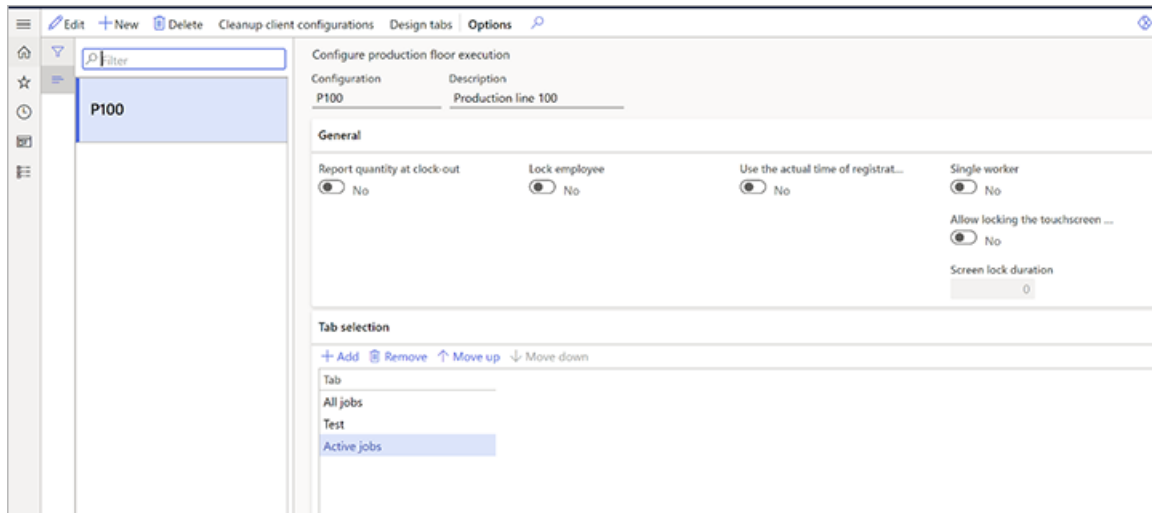 Edit New Delete Cleanup client configurations Design tabs Options
Filter
P100
Configure production floor execution
Configuration Description
P100 Production line 100
General
Report quantity at clock-out Lock employee Use the actual time of registrat... Single worker
No No No No
Allow locking the touchscreen ...
No
Screen lock duration
0
Tab selection
Add Remove Move up Move down
Tab
All jobs
Test
Active jobs